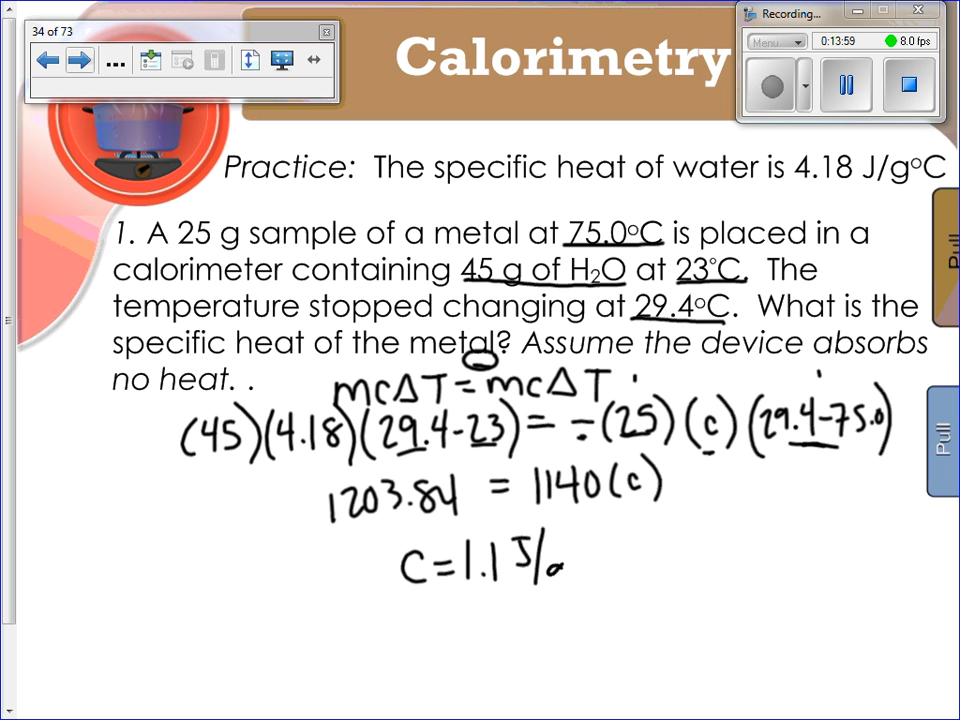 34 of 73
Calorimetry
Recording...
Menu...
0:13:59
8.0 fps
Practice: The specific heat of water is 4.18 J/g°C
1. A 25 g sample of a metal at 75.0°C is placed in a
calorimeter containing 45 g of H₂O at 23°C. The
temperature stopped changing at 29.4°C. What is the
specific heat of the metal? Assume the device absorbs
no heat. .
mcΔT = mcΔT
(45)(4.18)(29.4-23) = -(25)(c)(29.4-75.0)
1203.84 = 1140(c)
C=1.1 J/
Pull
Pull